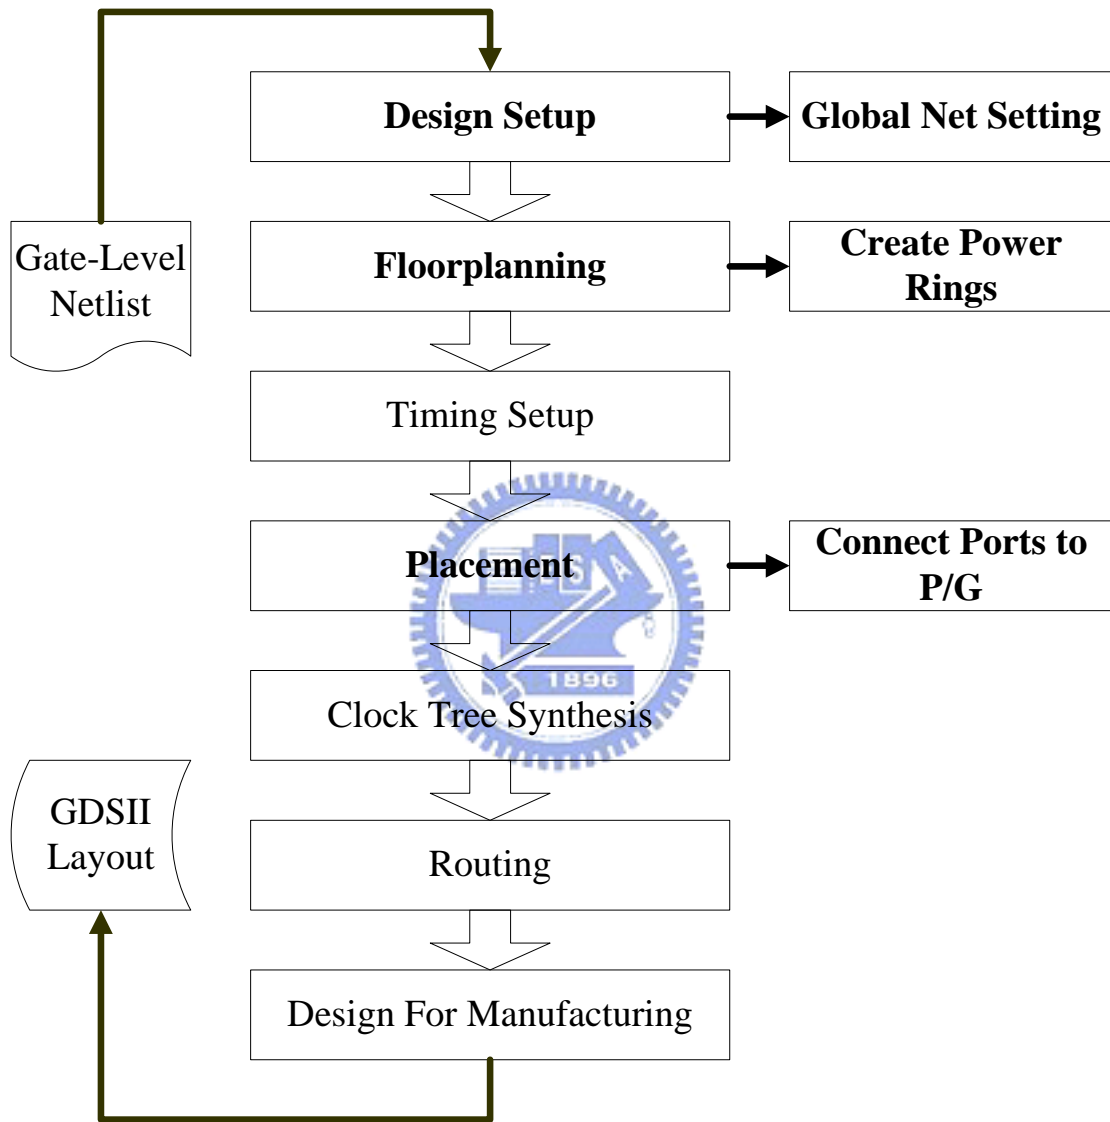 Design Setup
Global Net Setting
Gate-Level
Netlist
Floorplanning
Create Power
Rings
Timing Setup
Placement
Connect Ports to
P/G
E S A
1896
Clock Tree Synthesis
GDSII
Layout
Routing
Design For Manufacturing